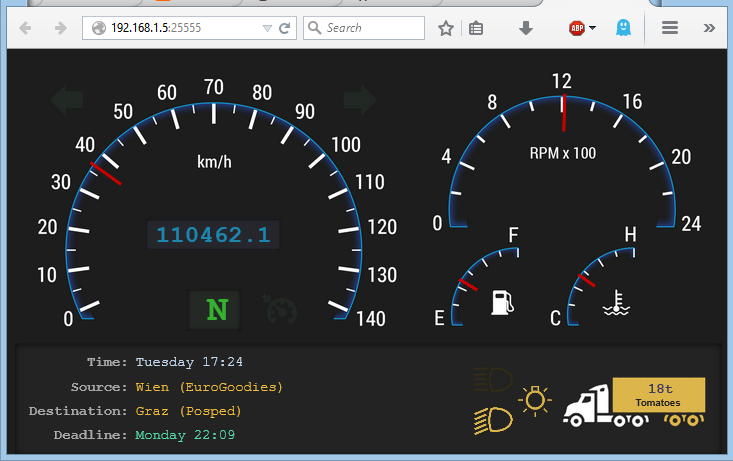 192.168.1.5:25555
Search
ABP
0
10
20
30
40
50
60
70
80
90
100
110
120
130
140
km/h
110462.1
N
0
4
8
12
16
20
24
RPM x 100
E
F
C
H
Time: Tuesday 17:24
Source: Wien (EuroGoodies)
Destination: Graz (Posped)
Deadline: Monday 22:09
18t
Tomatoes